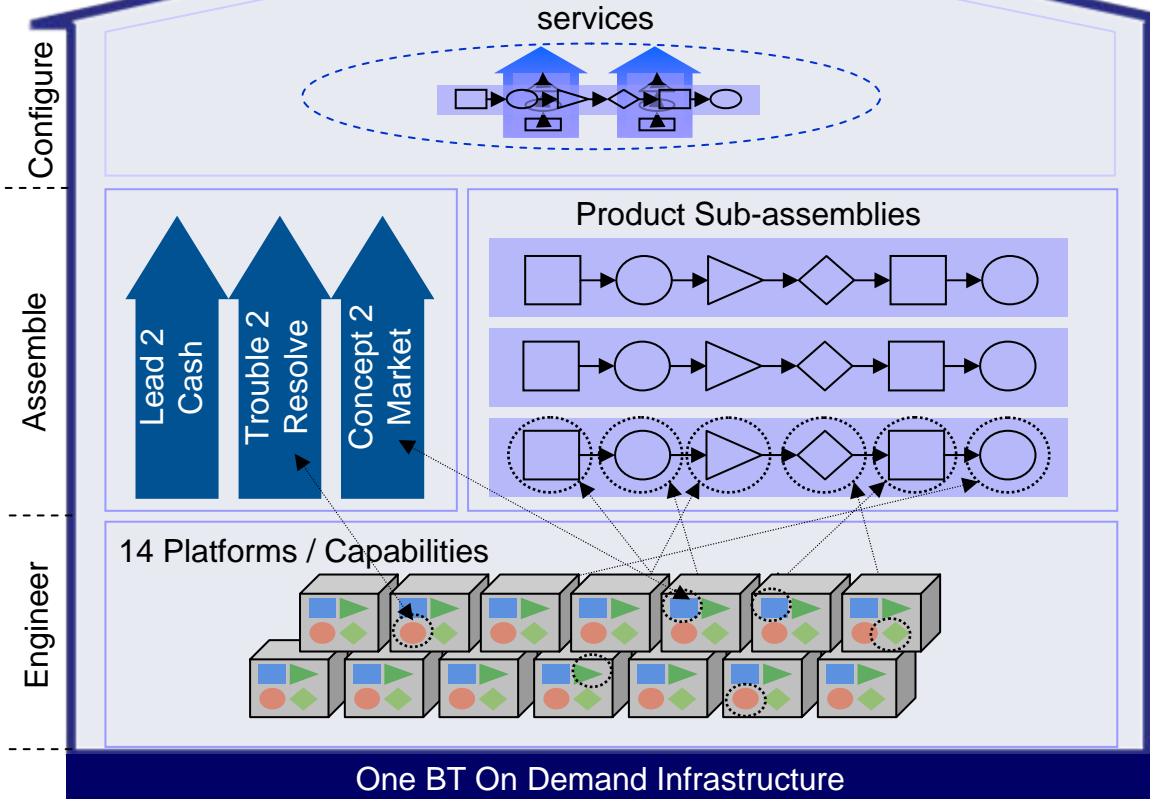 services
Configure
Product Sub-assemblies
Assemble
Lead 2
Cash
Trouble 2
Resolve
Concept 2
Market
14 Platforms / Capabilities
Engineer
One BT On Demand Infrastructure